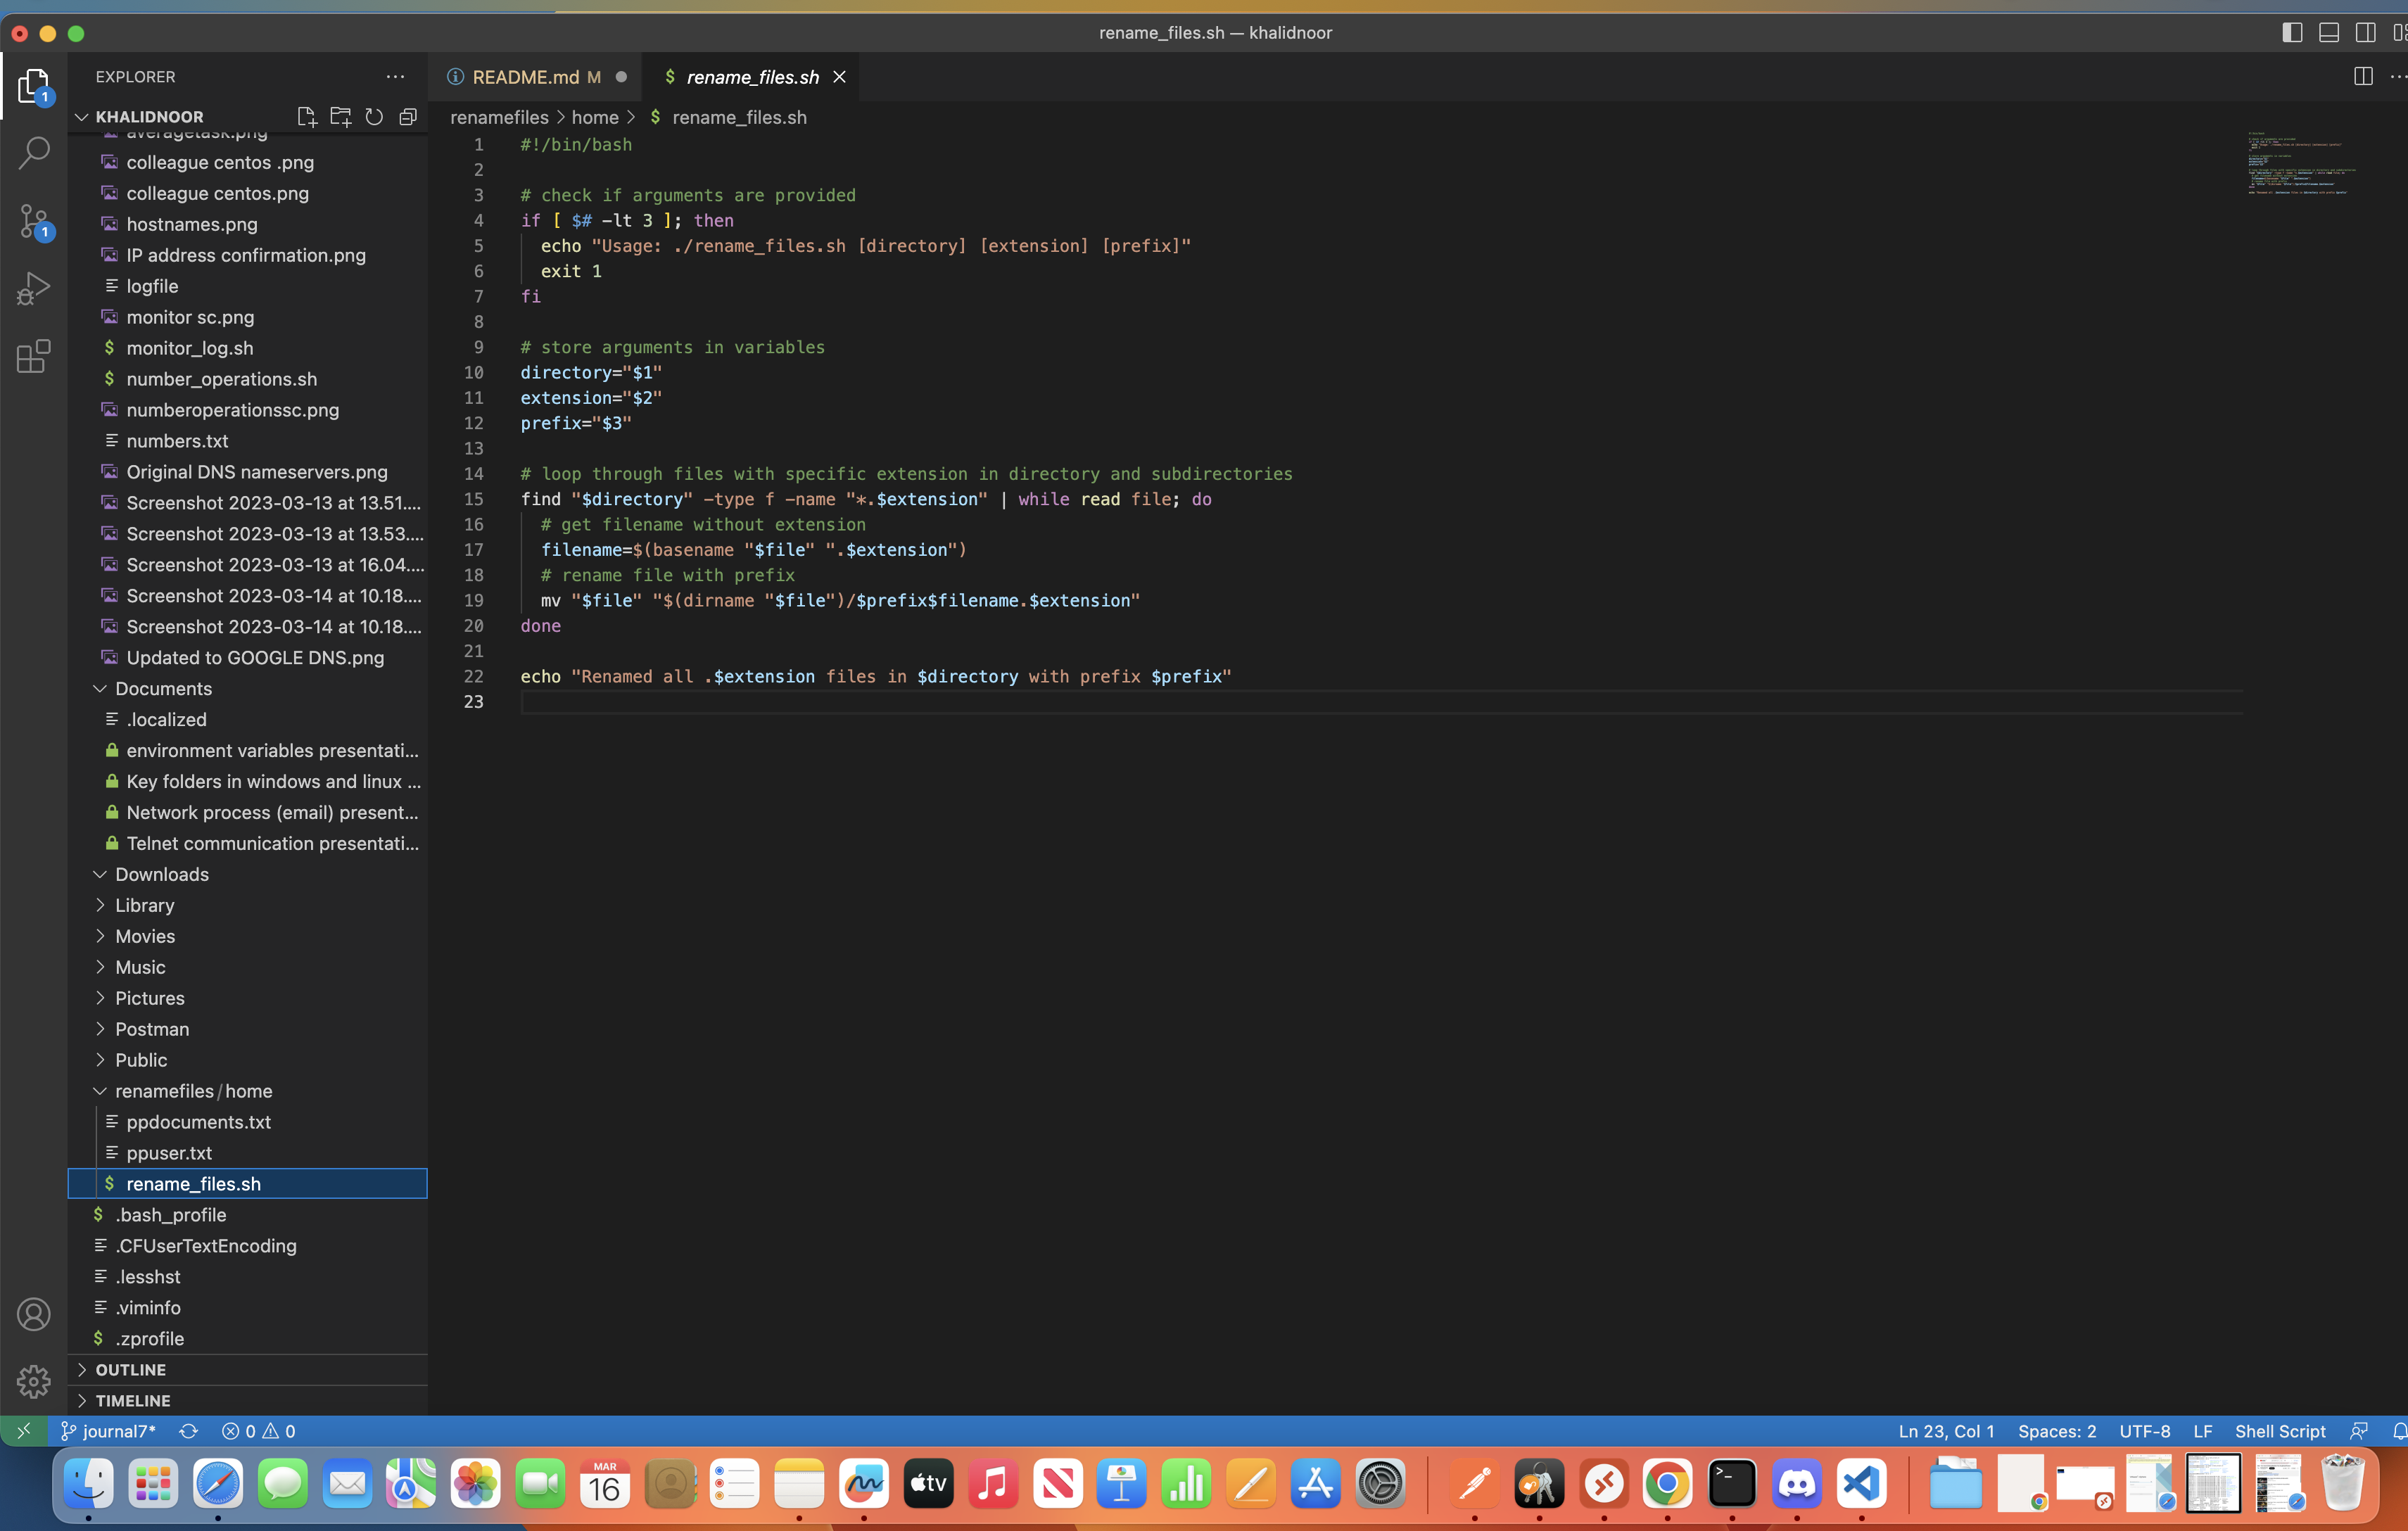 rename_files.sh — khalidnoor
EXPLORER
KHALIDNOOR
averagetask.png
colleague centos .png
colleague centos.png
hostnames.png
IP address confirmation.png
logfile
monitor sc.png
monitor_log.sh
number_operations.sh
numberoperationssc.png
numbers.txt
Original DNS nameservers.png
Screenshot 2023-03-13 at 13.51....
Screenshot 2023-03-13 at 13.53....
Screenshot 2023-03-13 at 16.04....
Screenshot 2023-03-14 at 10.18....
Screenshot 2023-03-14 at 10.18....
Updated to GOOGLE DNS.png
Documents
.localized
environment variables presentati...
Key folders in windows and linux ...
Network process (email) present...
Telnet communication presentati...
Downloads
Library
Movies
Music
Pictures
Postman
Public
renamefiles / home
ppdocuments.txt
ppuser.txt
$ rename_files.sh
$ .bash_profile
.CFUserTextEncoding
.lesshst
.viminfo
$ .zprofile
OUTLINE
TIMELINE
README.md M
$ rename_files.sh
renamefiles > home > $ rename_files.sh
1 #!/bin/bash
2
3 # check if arguments are provided
4 if [ $# -lt 3 ]; then
5 echo "Usage: ./rename_files.sh [directory] [extension] [prefix]"
6 exit 1
7 fi
8
9 # store arguments in variables
10 directory="$1"
11 extension="$2"
12 prefix="$3"
13
14 # loop through files with specific extension in directory and subdirectories
15 find "$directory" -type f -name "*.$extension" | while read file; do
16 # get filename without extension
17 filename=$(basename "$file" ".$extension")
18 # rename file with prefix
19 mv "$file" "$(dirname "$file")/$prefix$filename.$extension"
20 done
21
22 echo "Renamed all .$extension files in $directory with prefix $prefix"
23
journal7* 0 0
Ln 23, Col 1 Spaces: 2 UTF-8 LF Shell Script
MAR
16
tv